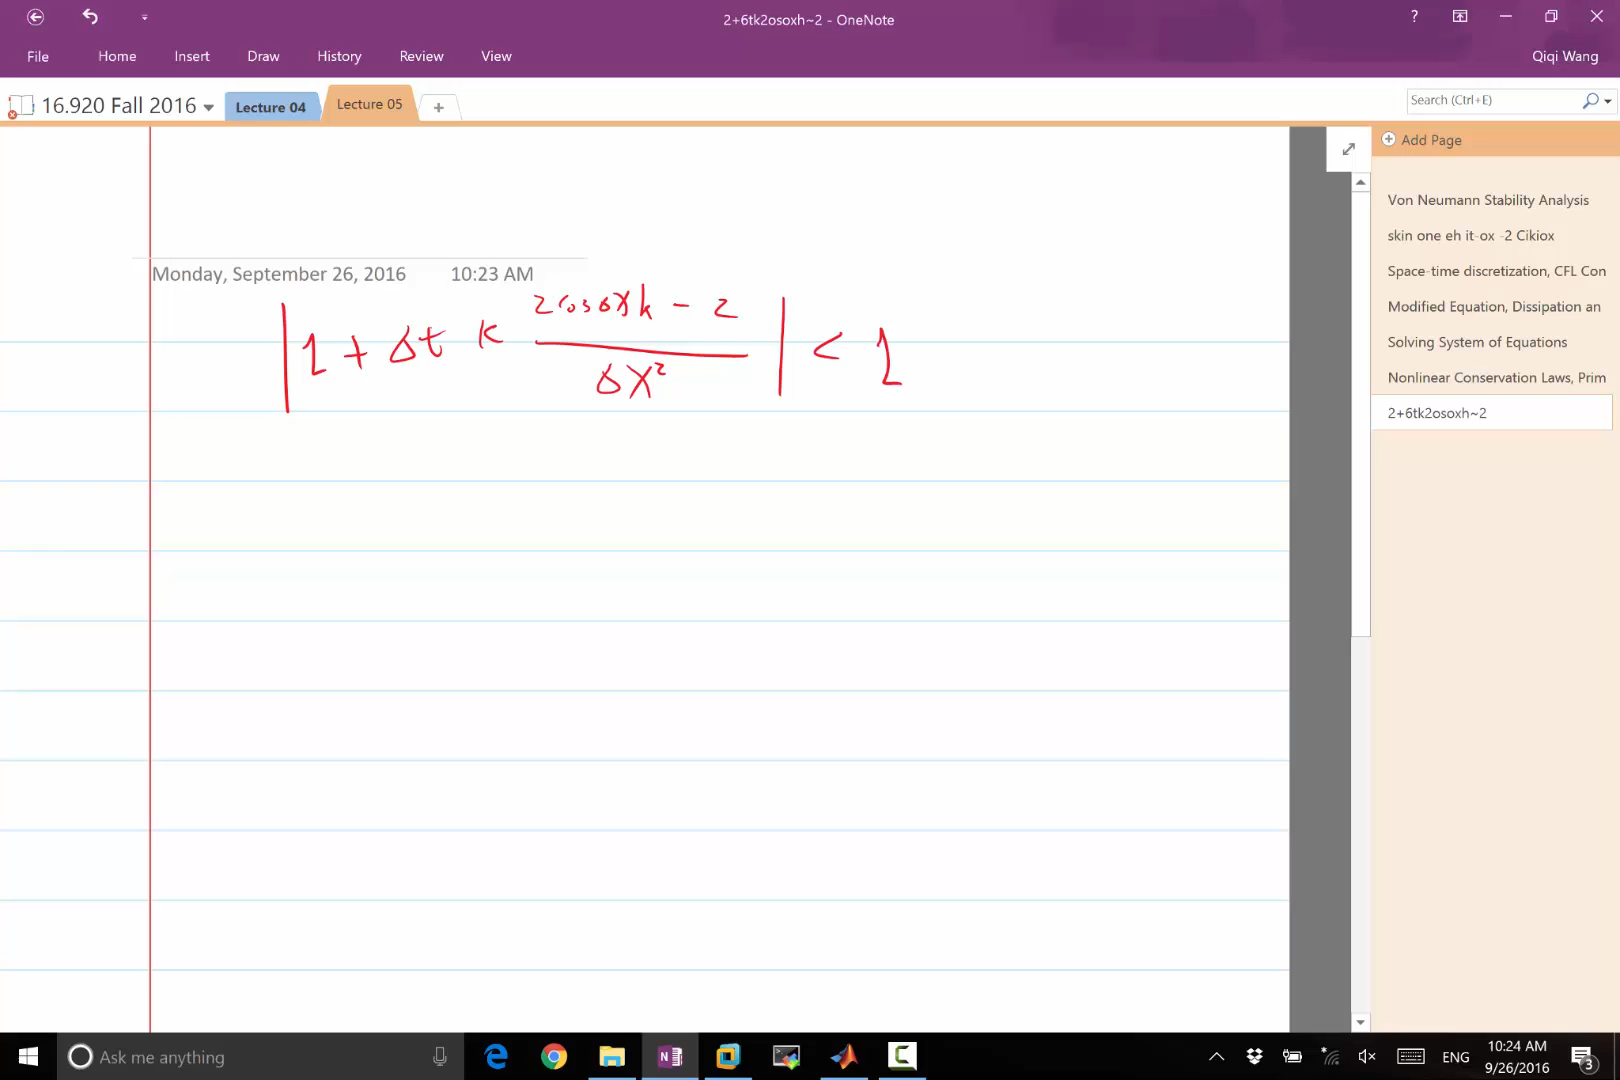 2+6tk2osoxh~2 - OneNote
?
File Home Insert Draw History Review View
Qiqi Wang
16.920 Fall 2016
Lecture 04
Lecture 05
+
Search (Ctrl+E)
Add Page
Von Neumann Stability Analysis
skin one eh it-ox -2 Cikiox
Space-time discretization, CFL Con
Modified Equation, Dissipation an
Solving System of Equations
Nonlinear Conservation Laws, Prim
2+6tk2osoxh~2
Monday, September 26, 2016 10:23 AM
2cosΔxk - 2
|1 + Δt κ ――― | < 1
Δx²
Ask me anything
ENG
10:24 AM
9/26/2016
3